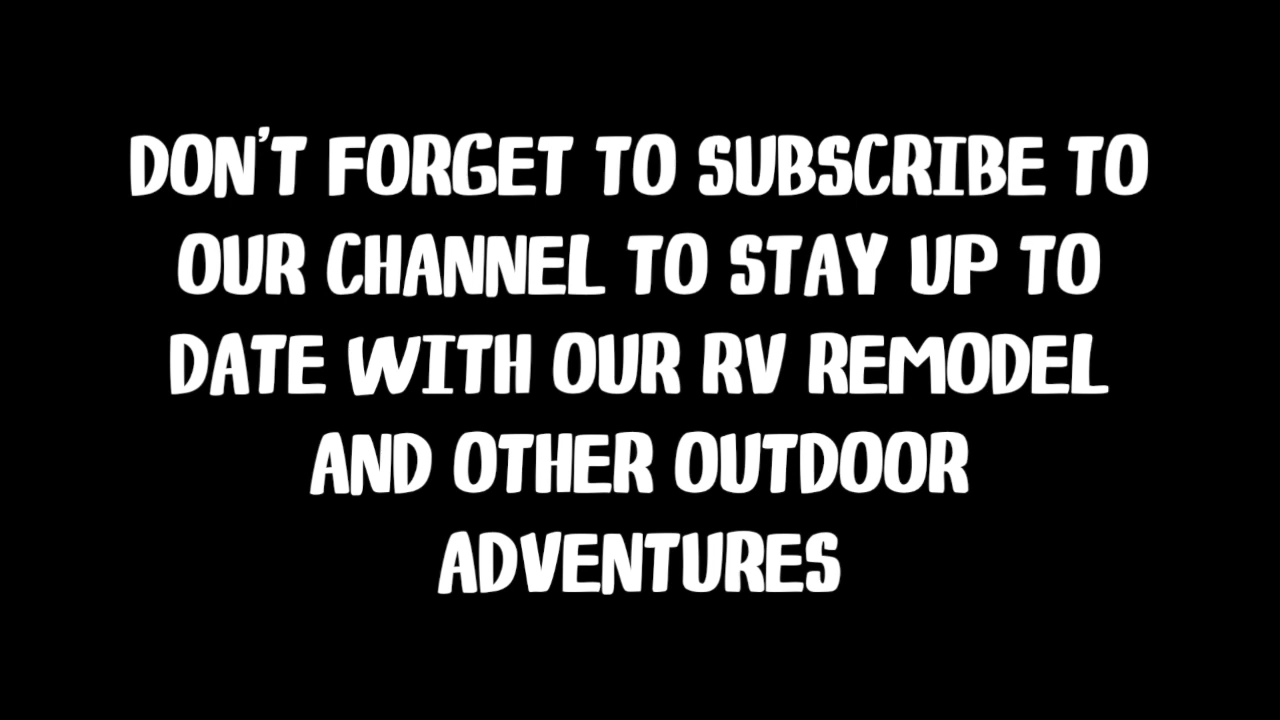 DON'T FORGET TO SUBSCRIBE TO
OUR CHANNEL TO STAY UP TO
DATE WITH OUR RV REMODEL
AND OTHER OUTDOOR
ADVENTURES